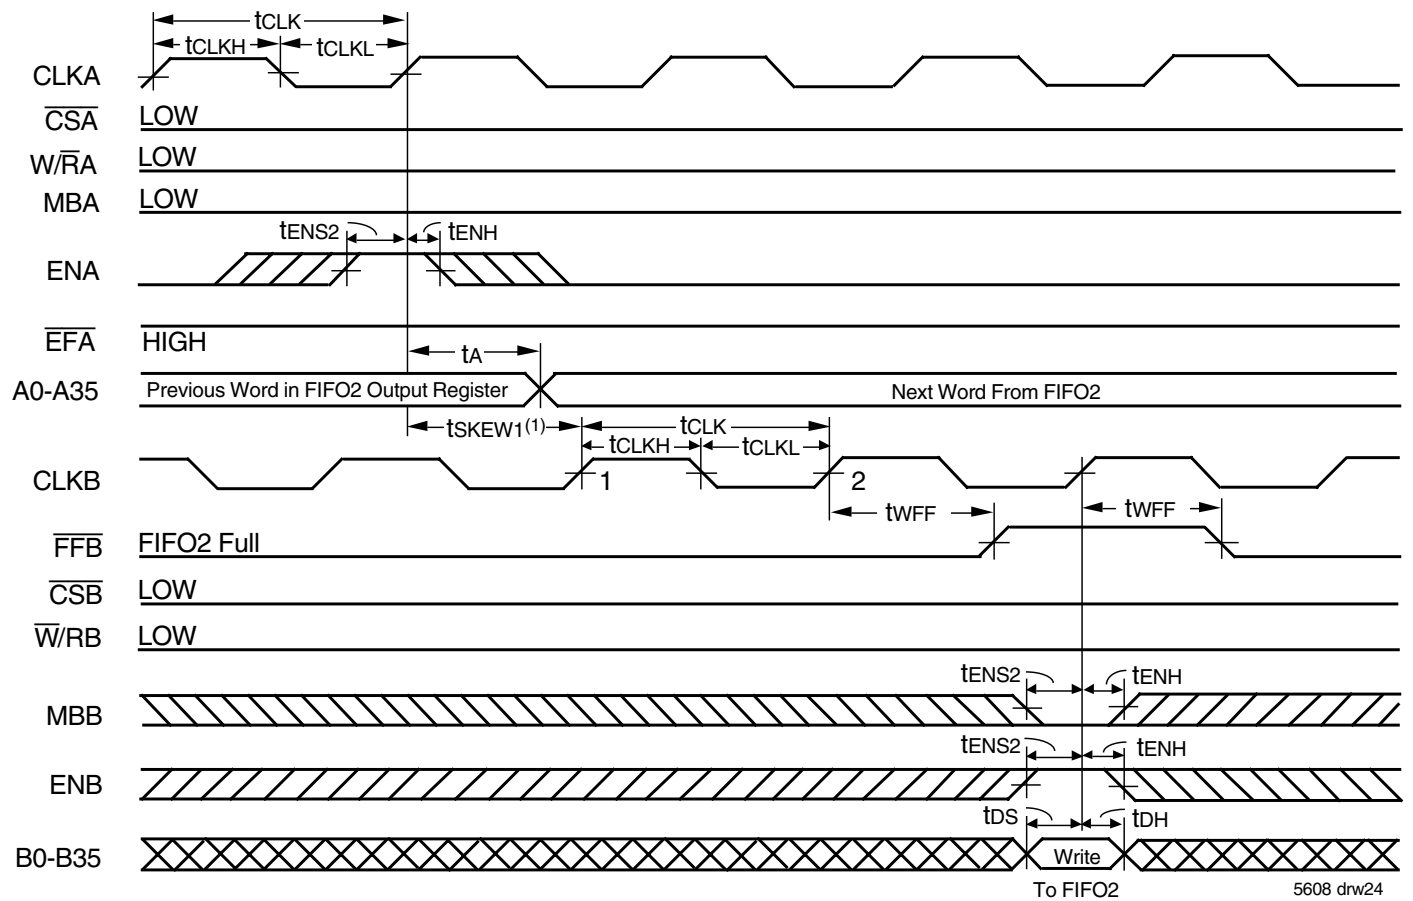 tCLK
tCLKH tCLKL
CLKA
CSA LOW
W/RA LOW
MBA LOW
tENS2 tENH
ENA
EFA HIGH
tA
A0-A35 Previous Word in FIFO2 Output Register Next Word From FIFO2
tSKEW1(1) tCLK
tCLKH tCLKL
CLKB 1 2
tWFF tWFF
FFB FIFO2 Full
CSB LOW
W/RB LOW
tENS2 tENH
MBB
tENS2 tENH
ENB
tDS tDH
B0-B35 Write
To FIFO2 5608 drw24